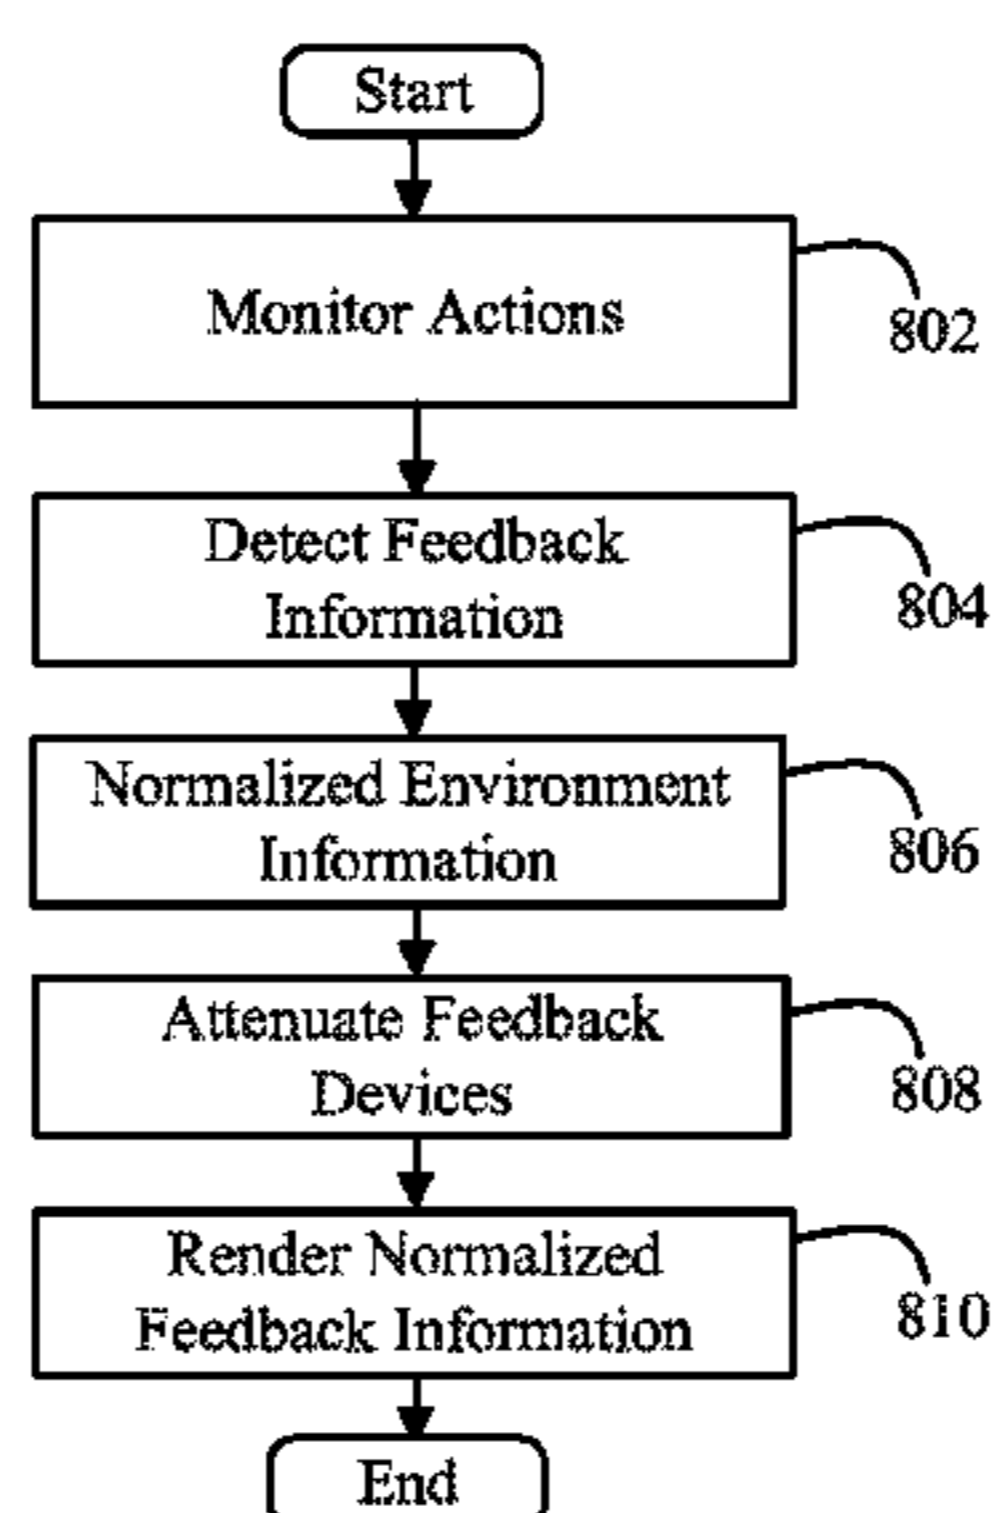 Start
Monitor Actions
802
Detect Feedback
Information
804
Normalized Environment
Information
806
Attenuate Feedback
Devices
808
Render Normalized
Feedback Information
810
End